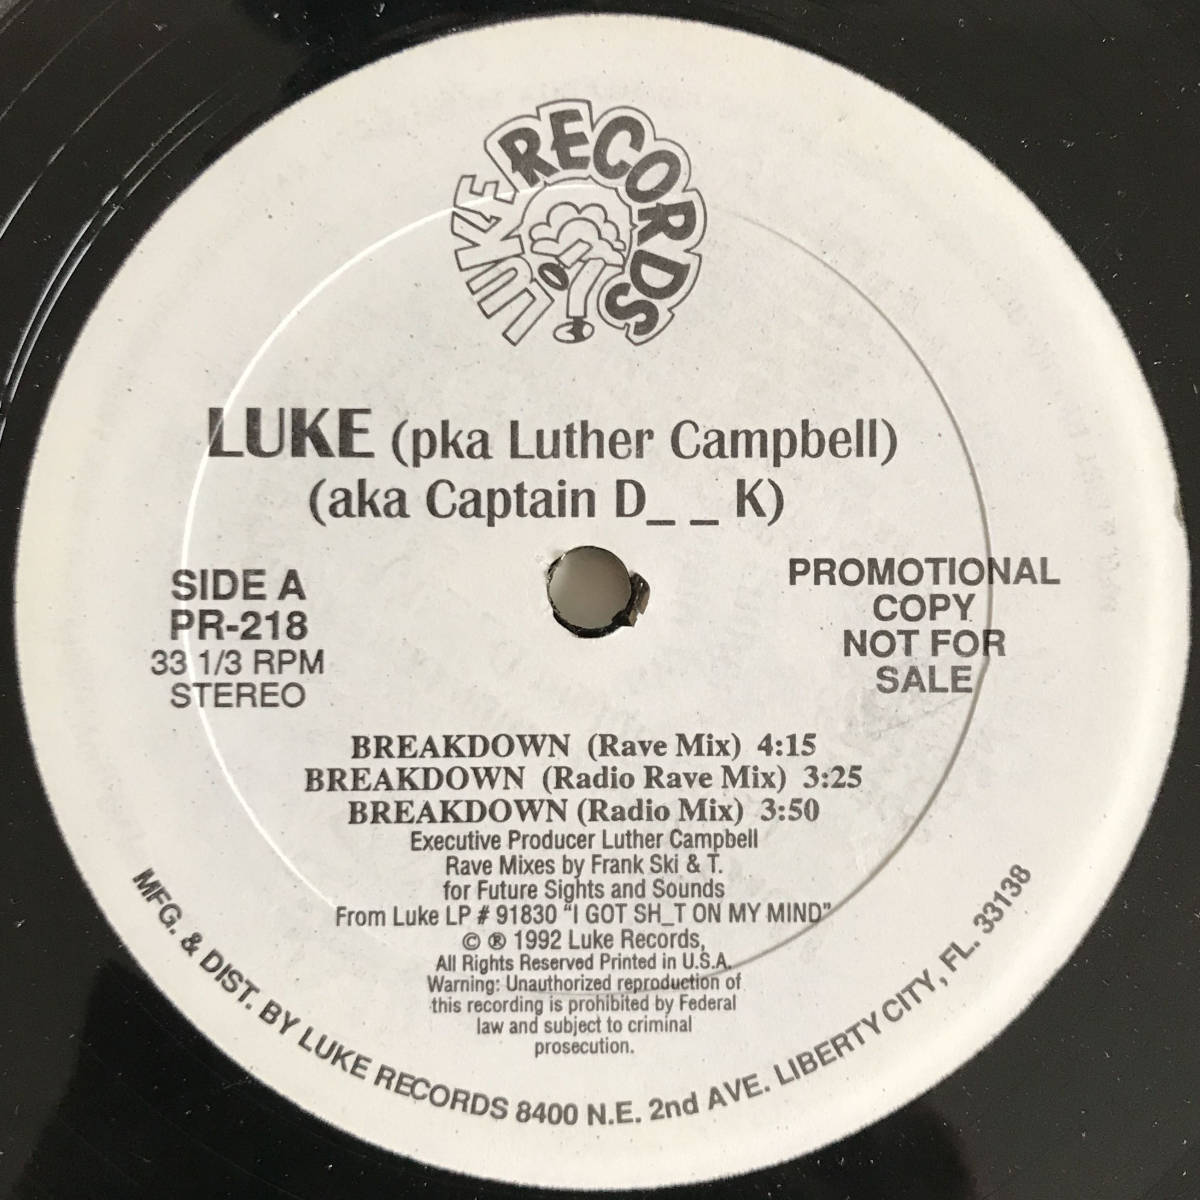 LUKE RECORDS
LUKE (pka Luther Campbell)
(aka Captain D_ _ K)
SIDE A
PR-218
33 1/3 RPM
STEREO
PROMOTIONAL
COPY
NOT FOR
SALE
BREAKDOWN (Rave Mix) 4:15
BREAKDOWN (Radio Rave Mix) 3:25
BREAKDOWN (Radio Mix) 3:50
Executive Producer Luther Campbell
Rave Mixes by Frank Ski & T.
for Future Sights and Sounds
From Luke LP # 91830 "I GOT SH_T ON MY MIND"
© ® 1992 Luke Records,
All Rights Reserved Printed in U.S.A.
Warning: Unauthorized reproduction of
this recording is prohibited by Federal
law and subject to criminal
prosecution.
MFG. & DIST. BY LUKE RECORDS 8400 N.E. 2nd AVE. LIBERTY CITY, FL. 33138